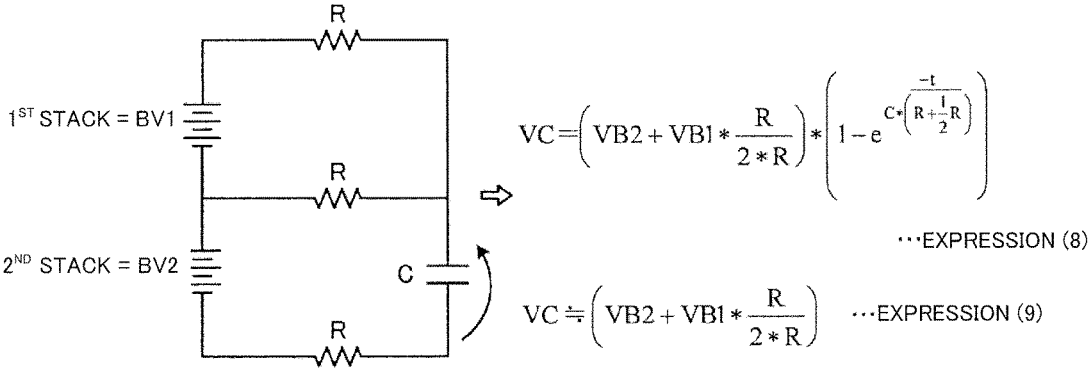 R
1ST STACK = BV1
R
2ND STACK = BV2
C
R
VC=(VB2+VB1*R/(2*R))*(1-e^(-t/(C*(R+1/2R))))
…EXPRESSION (8)
VC≒(VB2+VB1*R/(2*R)) …EXPRESSION (9)